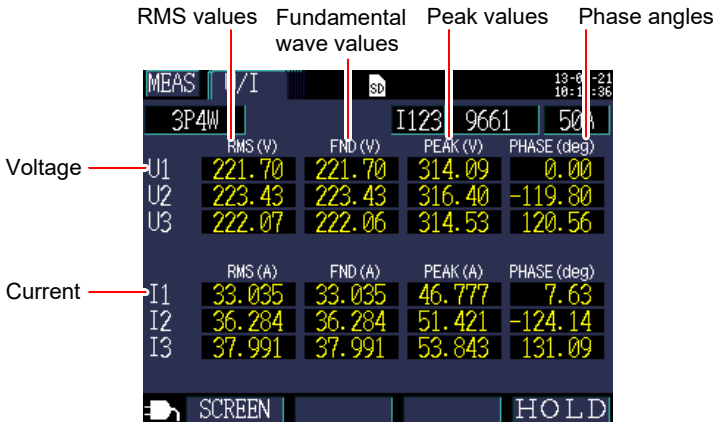 RMS values Fundamental wave values Peak values Phase angles
MEAS /I SD
3P4W I123 9661 50A
RMS(V) FND(V) PEAK(V) PHASE(deg)
Voltage U1 221.70 221.70 314.09 0.00
U2 223.43 223.43 316.40 -119.80
U3 222.07 222.06 314.53 120.56
RMS(A) FND(A) PEAK(A) PHASE(deg)
Current I1 33.035 33.035 46.777 7.63
I2 36.284 36.284 51.421 -124.14
I3 37.991 37.991 53.843 131.09
SCREEN HOLD